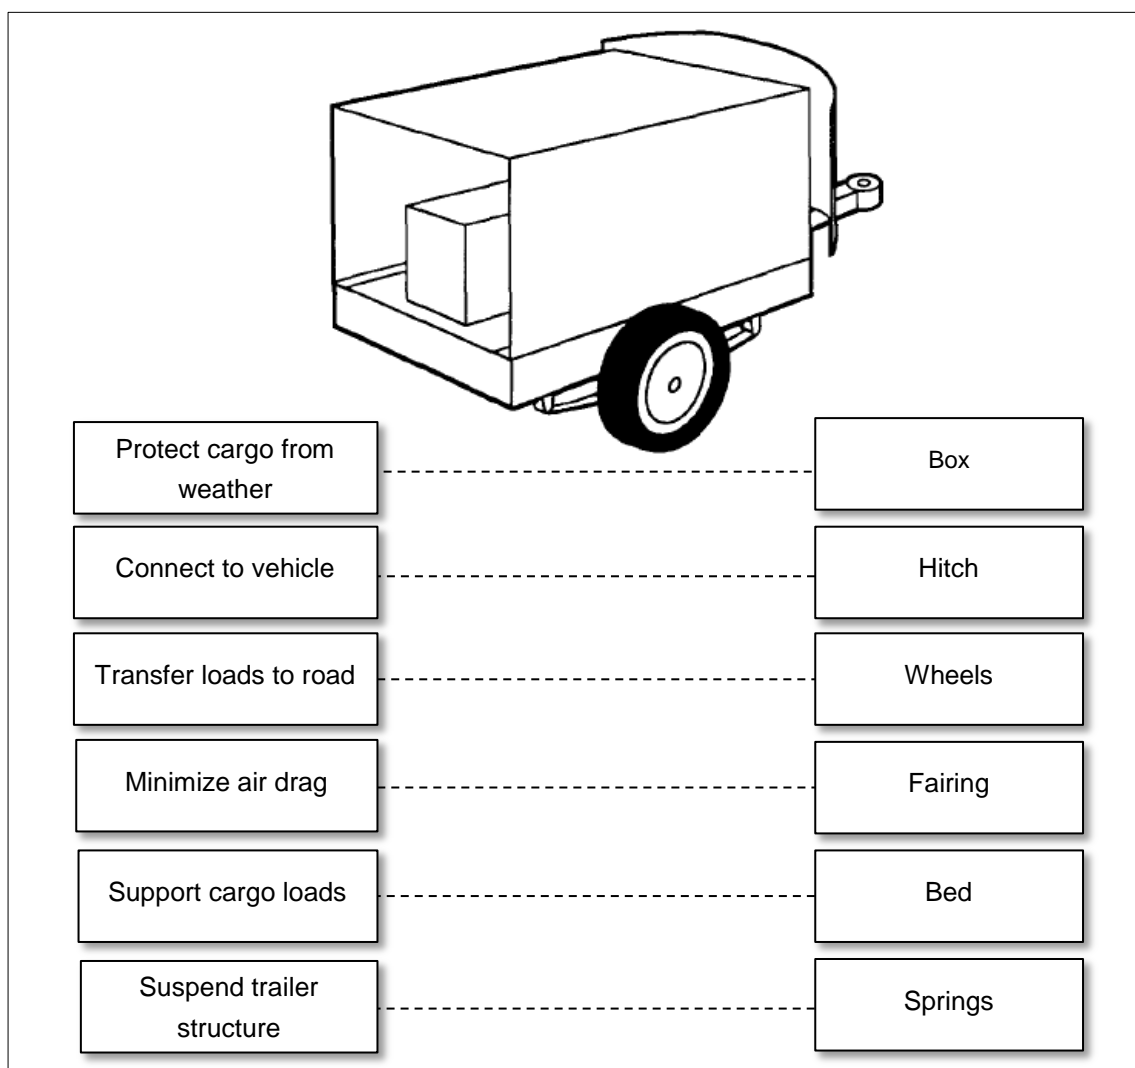 Protect cargo from
weather
Box
Connect to vehicle
Hitch
Transfer loads to road
Wheels
Minimize air drag
Fairing
Support cargo loads
Bed
Suspend trailer
structure
Springs